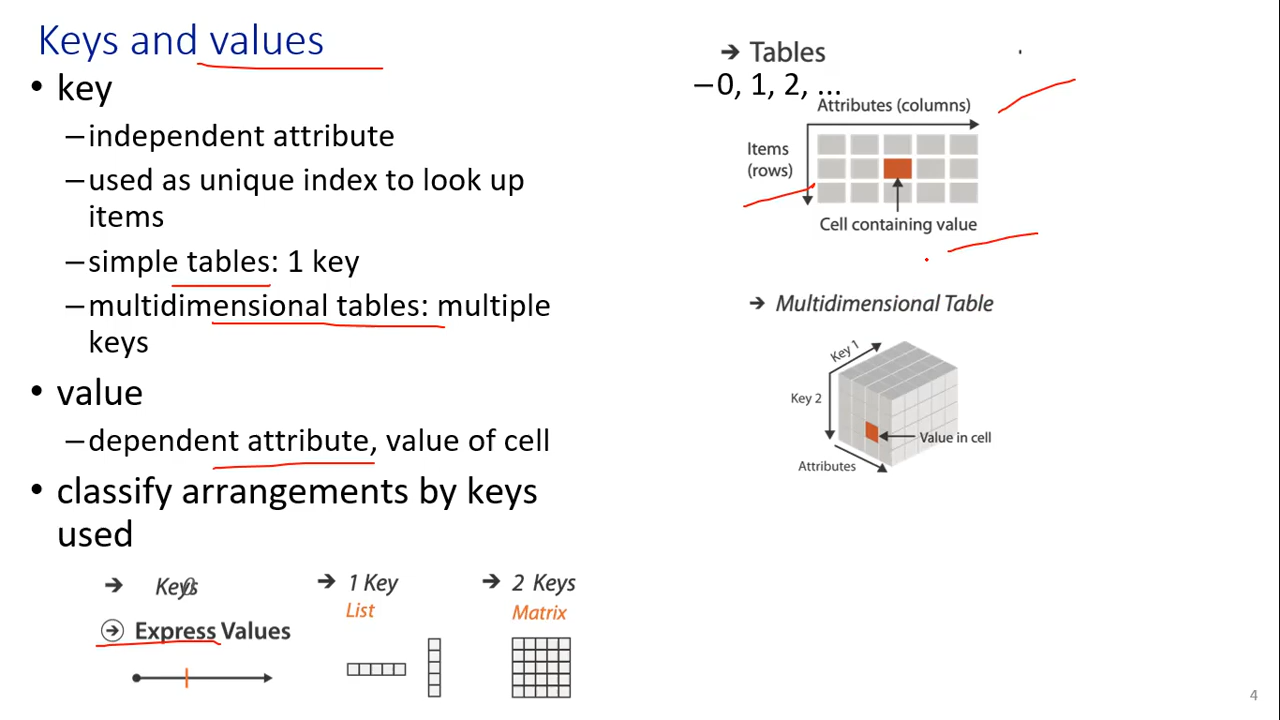 Keys and values
• key
–independent attribute
–used as unique index to look up
items
–simple tables: 1 key
–multidimensional tables: multiple
keys
• value
–dependent attribute, value of cell
• classify arrangements by keys
used
→ Keys
→ Express Values
→ 1 Key
List
→ 2 Keys
Matrix
→ Tables
–0, 1, 2, ...
Attributes (columns)
Items
(rows)
Cell containing value
→ Multidimensional Table
Key 1
Key 2
Value in cell
Attributes
4